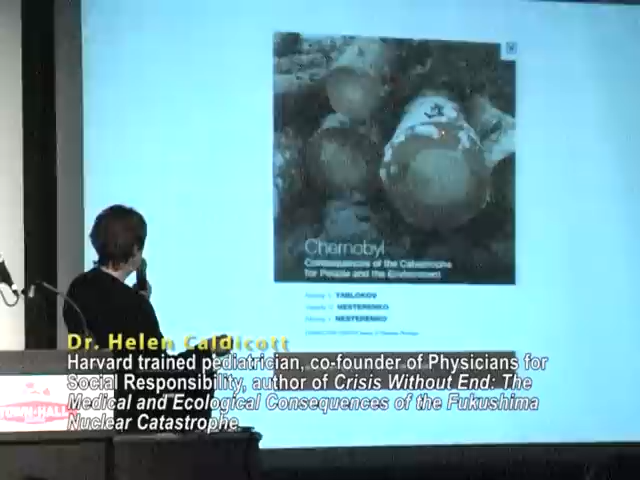 Chernobyl
Consequences of the Catastrophe
for People and the Environment
YABLOKOV
NESTERENKO
NESTERENKO
Dr. Helen Caldicott
Harvard trained pediatrician, co-founder of Physicians for
Social Responsibility, author of Crisis Without End: The
Medical and Ecological Consequences of the Fukushima
Nuclear Catastrophe
TOWN HALL